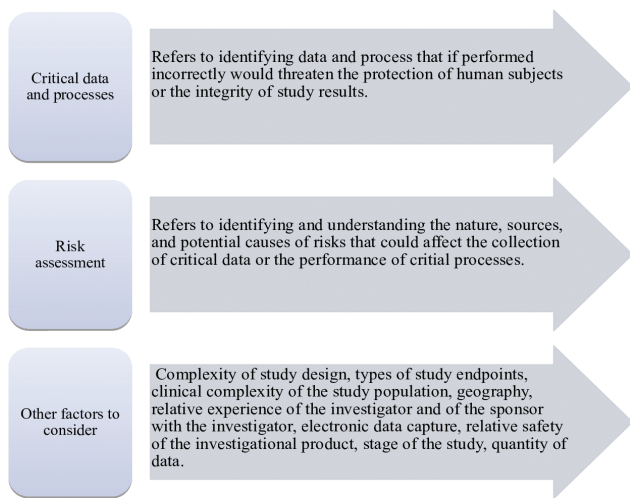 Critical data
and processes
Refers to identifying data and process that if performed
incorrectly would threaten the protection of human subjects
or the integrity of study results.
Risk
assessment
Refers to identifying and understanding the nature, sources,
and potential causes of risks that could affect the collection
of critical data or the performance of critial processes.
Other factors to
consider
Complexity of study design, types of study endpoints,
clinical complexity of the study population, geography,
relative experience of the investigator and of the sponsor
with the investigator, electronic data capture, relative safety
of the investigational product, stage of the study, quantity of
data.